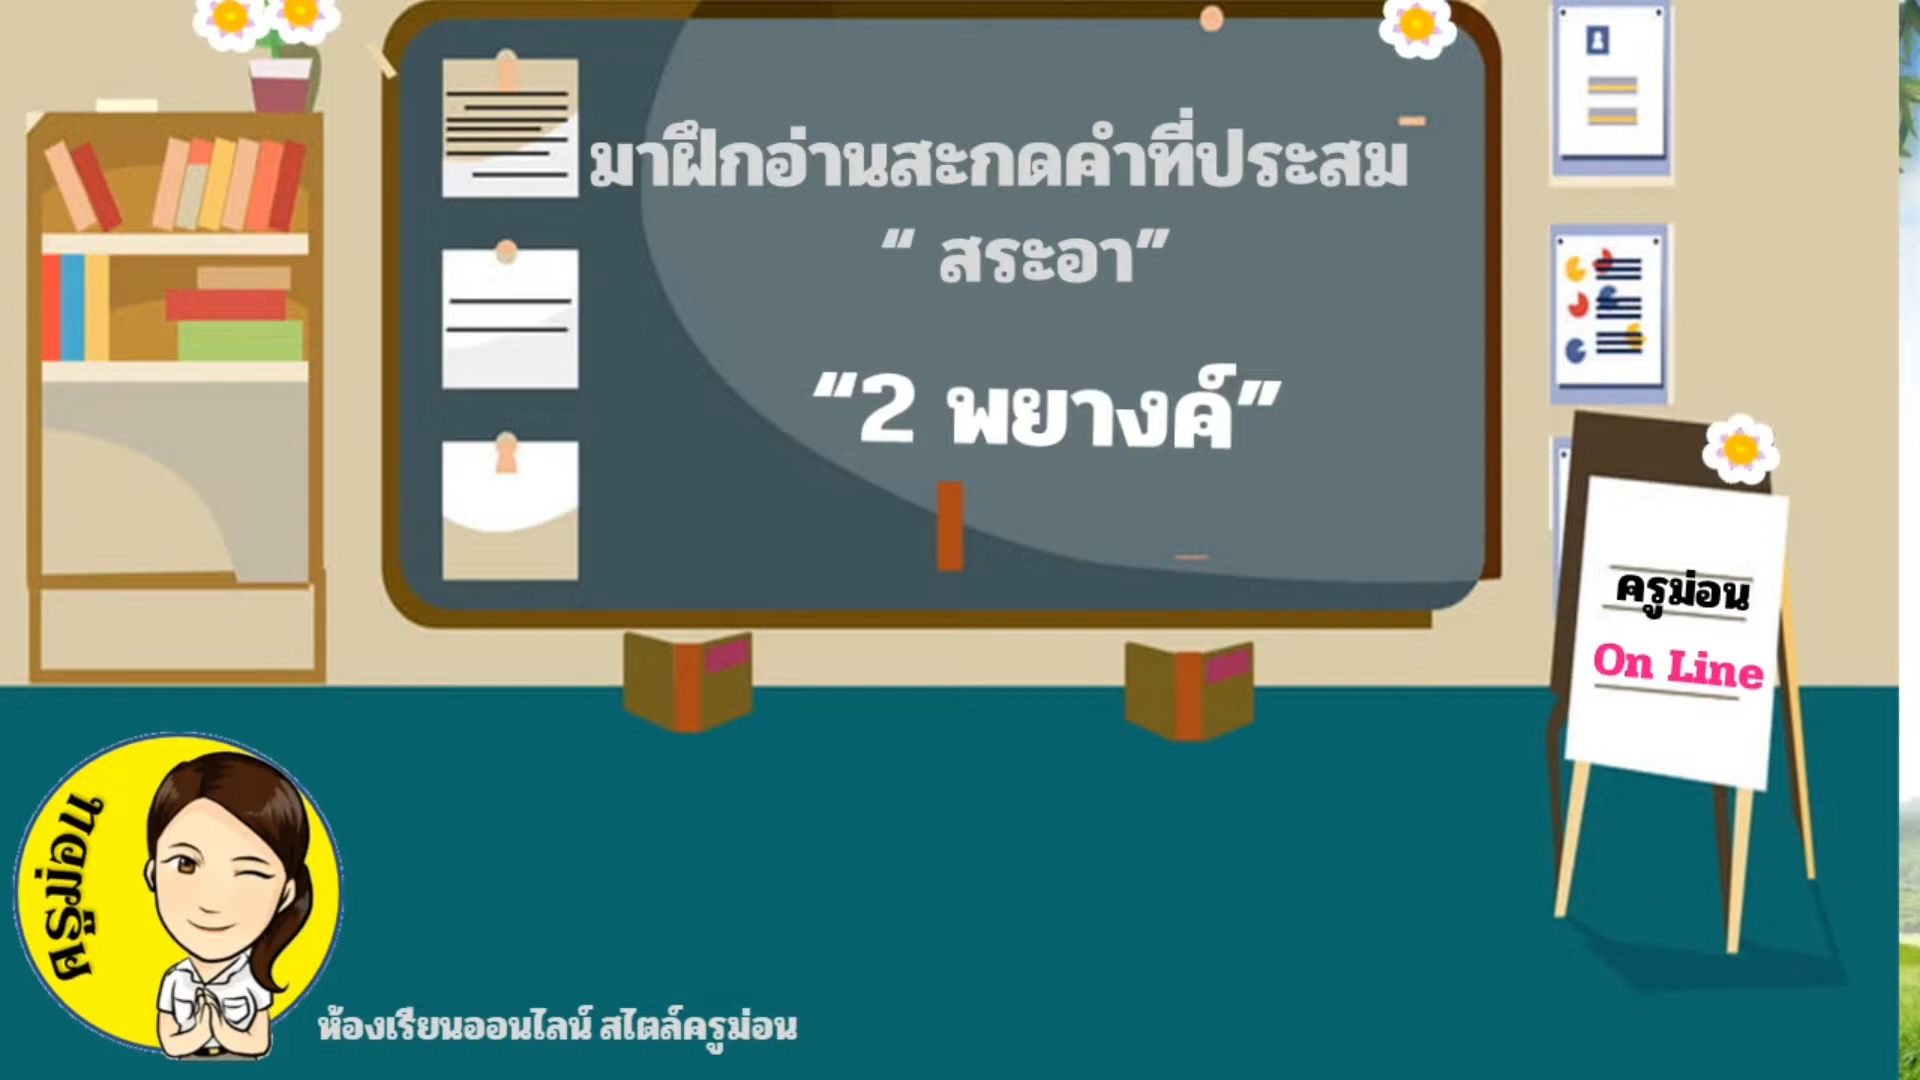 มาฝึกอ่านสะกดคำที่ประสม
“ สระอา”
“2 พยางค์”
ครูม่อน
On Line
ครูม่อน
ห้องเรียนออนไลน์ สไตล์ครูม่อน